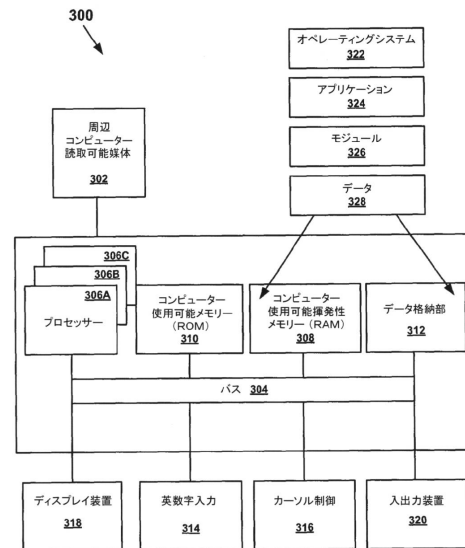 300
オペレーティングシステム
322
アプリケーション
324
モジュール
326
データ
328
周辺
コンピューター
読取可能媒体
302
306C
306B
306A
プロセッサー
コンピューター
使用可能メモリー
(ROM)
310
コンピューター
使用可能揮発性
メモリー (RAM)
308
データ格納部
312
バス 304
ディスプレイ装置
318
英数字入力
314
カーソル制御
316
入出力装置
320